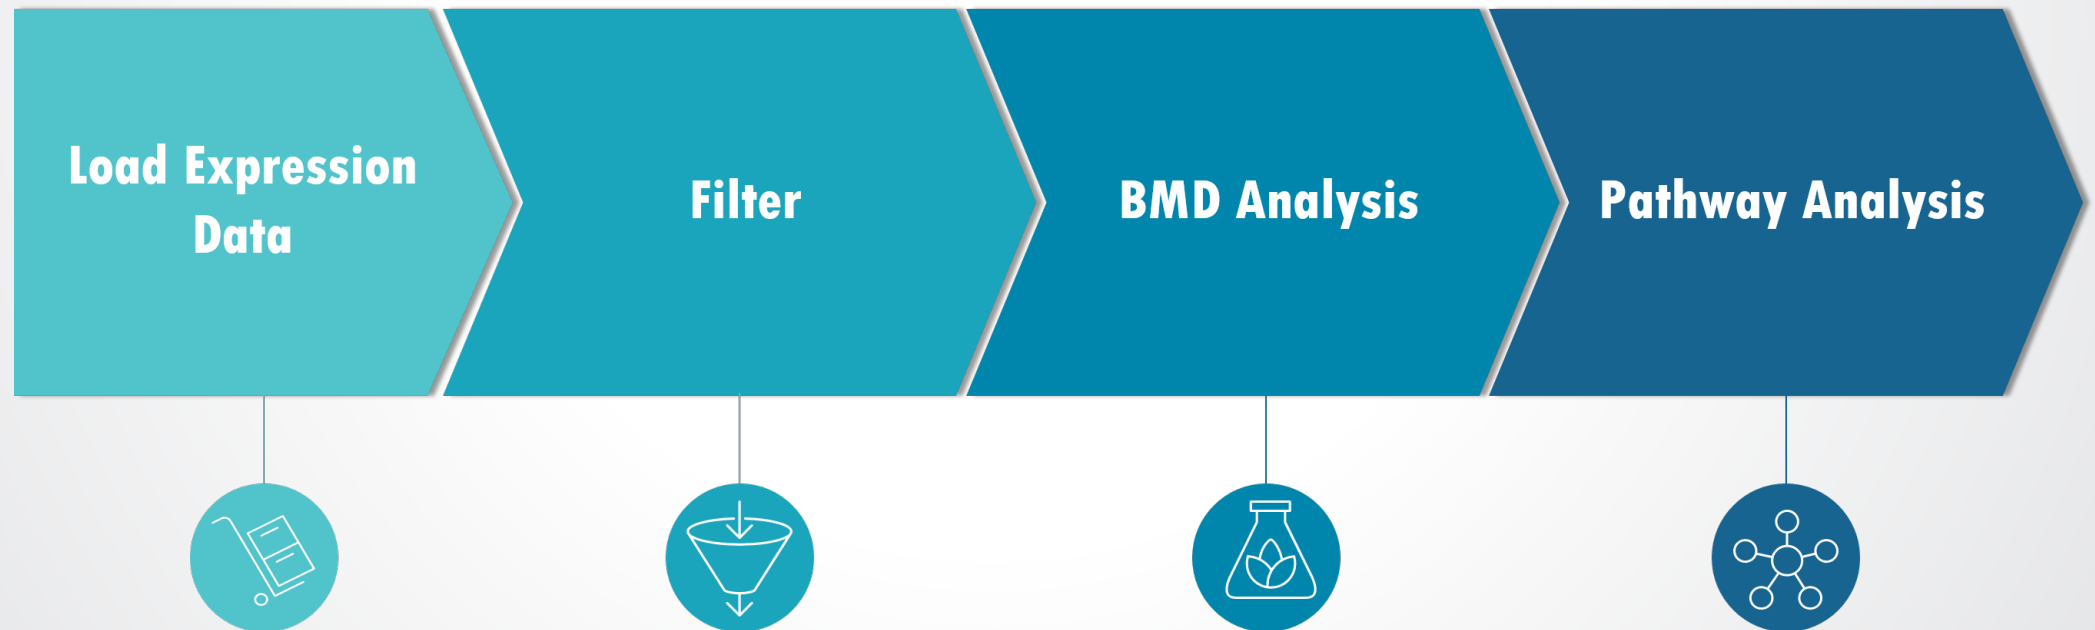 Load Expression
Data
Filter
BMD Analysis
Pathway Analysis